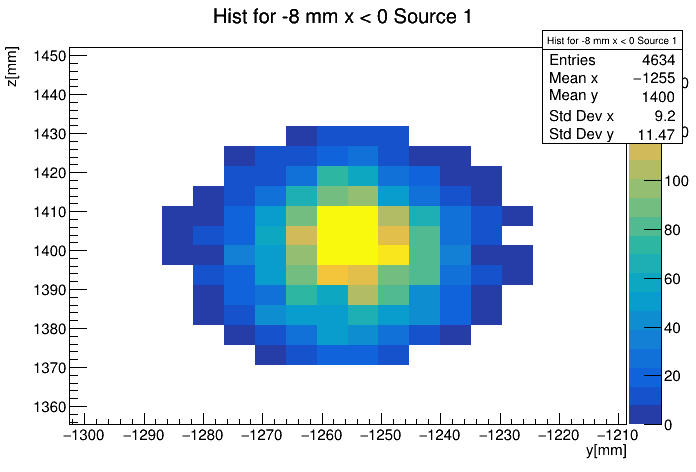 Hist for -8 mm x < 0 Source 1
Hist for -8 mm x < 0 Source 1
Entries 4634
Mean x −1255
Mean y 1400
Std Dev x 9.2
Std Dev y 11.47
z[mm]
1450
1440
1430
1420
1410
1400
1390
1380
1370
1360
−1300 −1290 −1280 −1270 −1260 −1250 −1240 −1230 −1220 −1210
y[mm]
100
80
60
40
20
0